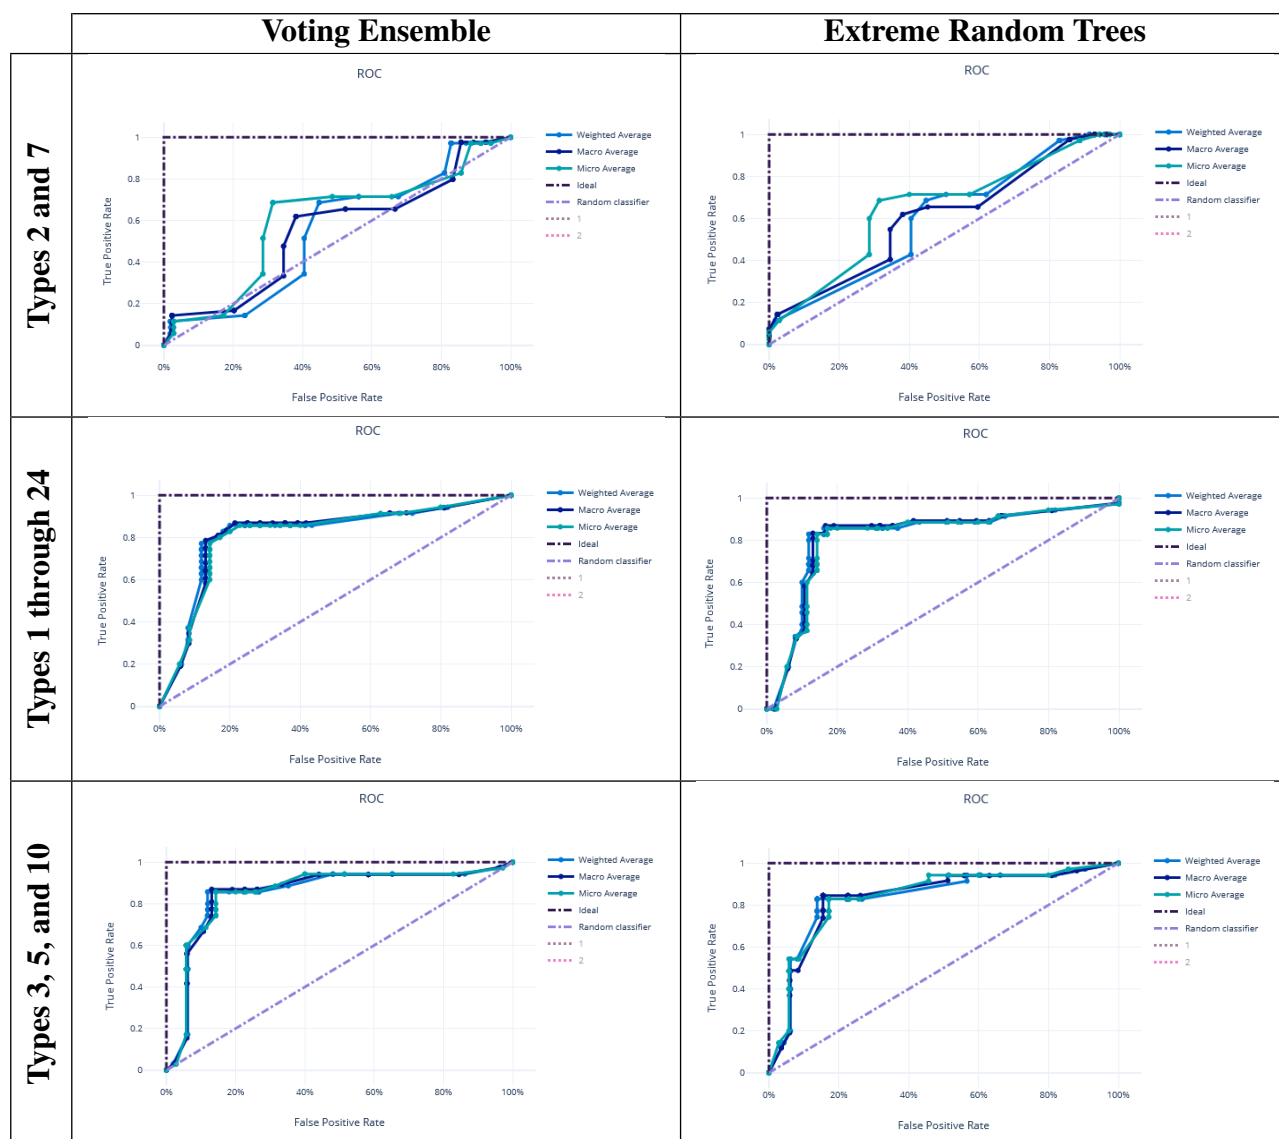 Voting Ensemble
Extreme Random Trees
Types 2 and 7
ROC
1
0.8
0.6
0.4
0.2
0
True Positive Rate
0%
20%
40%
60%
80%
100%
False Positive Rate
Weighted Average
Macro Average
Micro Average
Ideal
Random classifier
1
2
ROC
1
0.8
0.6
0.4
0.2
0
True Positive Rate
0%
20%
40%
60%
80%
100%
False Positive Rate
Weighted Average
Macro Average
Micro Average
Ideal
Random classifier
1
2
Types 1 through 24
ROC
1
0.8
0.6
0.4
0.2
0
True Positive Rate
0%
20%
40%
60%
80%
100%
False Positive Rate
Weighted Average
Macro Average
Micro Average
Ideal
Random classifier
1
2
ROC
1
0.8
0.6
0.4
0.2
0
True Positive Rate
0%
20%
40%
60%
80%
100%
False Positive Rate
Weighted Average
Macro Average
Micro Average
Ideal
Random classifier
1
2
Types 3, 5, and 10
ROC
1
0.8
0.6
0.4
0.2
0
True Positive Rate
0%
20%
40%
60%
80%
100%
False Positive Rate
Weighted Average
Macro Average
Micro Average
Ideal
Random classifier
1
2
ROC
1
0.8
0.6
0.4
0.2
0
True Positive Rate
0%
20%
40%
60%
80%
100%
False Positive Rate
Weighted Average
Macro Average
Micro Average
Ideal
Random classifier
1
2